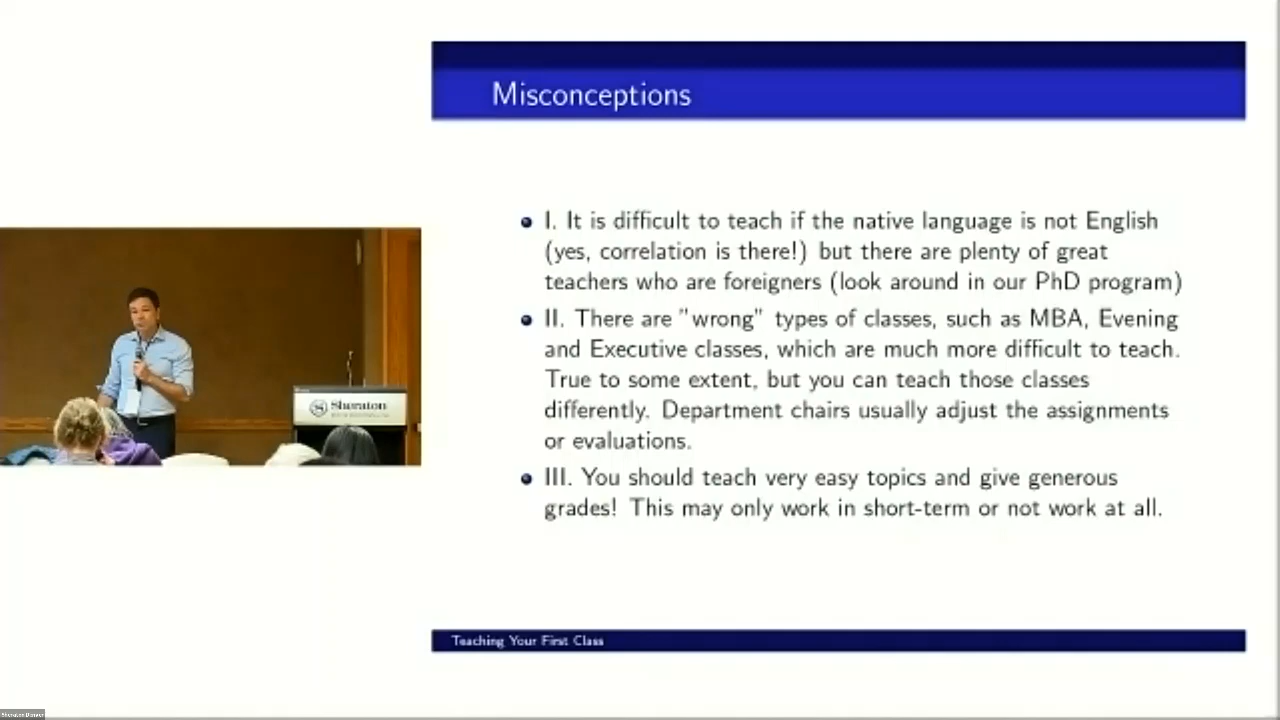 Misconceptions
I. It is difficult to teach if the native language is not English
(yes, correlation is there!) but there are plenty of great
teachers who are foreigners (look around in our PhD program)
II. There are "wrong" types of classes, such as MBA, Evening
and Executive classes, which are much more difficult to teach.
True to some extent, but you can teach those classes
differently. Department chairs usually adjust the assignments
or evaluations.
III. You should teach very easy topics and give generous
grades! This may only work in short-term or not work at all.
Sheraton
Teaching Your First Class
Sheraton Denver